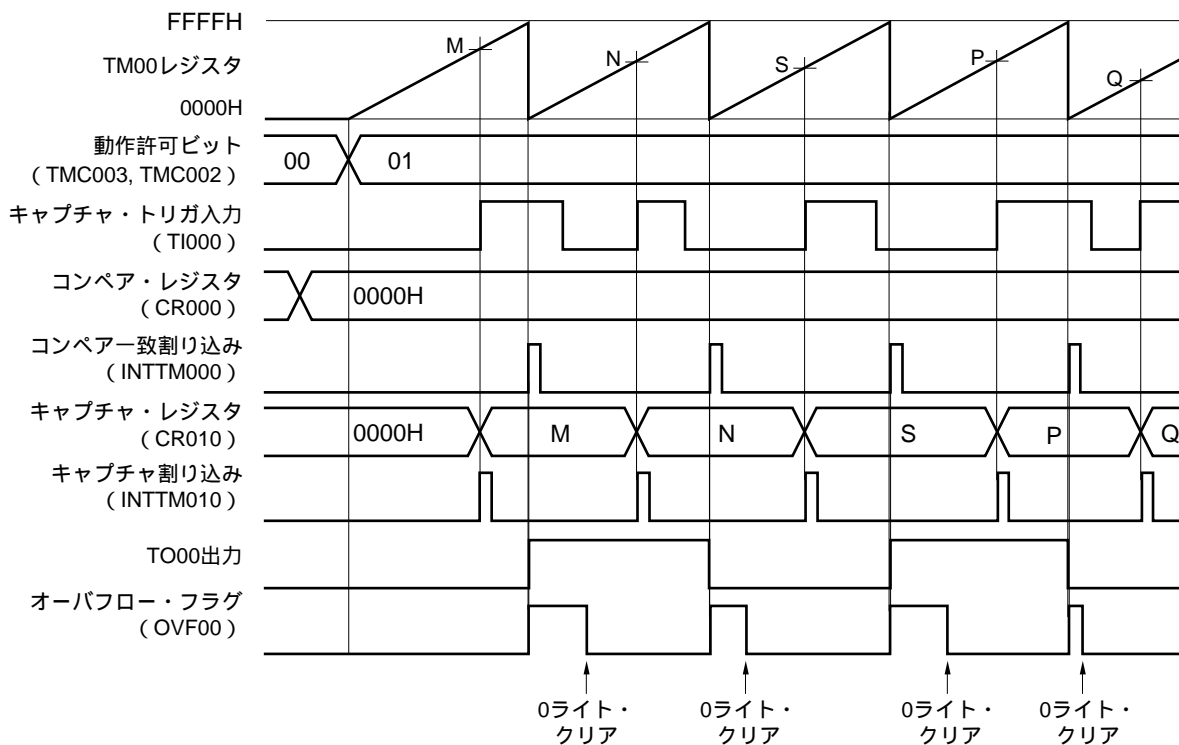 FFFFH
TM00レジスタ
0000H
M
N
S
P
Q
動作許可ビット
（TMC003, TMC002）
00
01
キャプチャ・トリガ入力
（TI000）
コンペア・レジスタ
（CR000）
0000H
コンペア一致割り込み
（INTTM000）
キャプチャ・レジスタ
（CR010）
0000H
M
N
S
P
Q
キャプチャ割り込み
（INTTM010）
TO00出力
オーバフロー・フラグ
（OVF00）
0ライト・
クリア
0ライト・
クリア
0ライト・
クリア
0ライト・
クリア